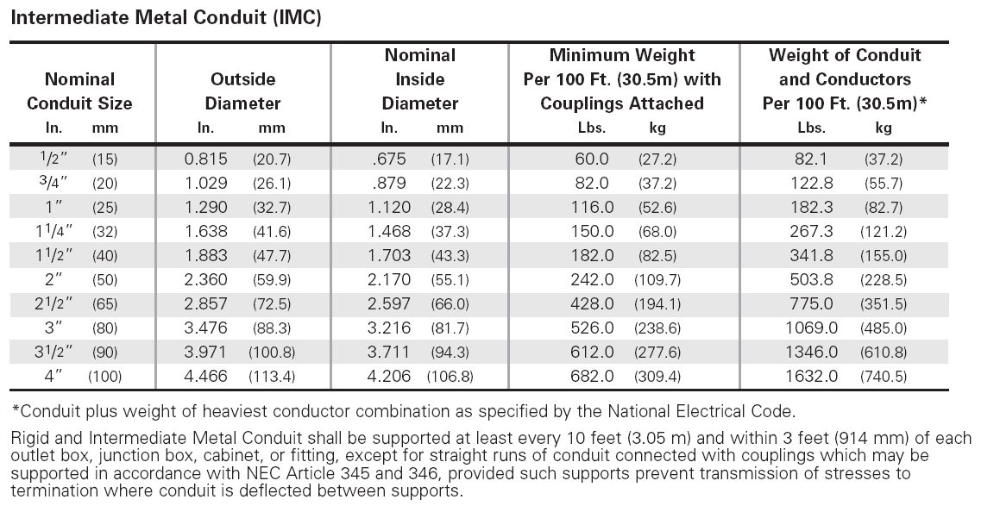 Intermediate Metal Conduit (IMC)
Nominal Conduit Size Outside Diameter Nominal Inside Diameter Minimum Weight Per 100 Ft. (30.5m) with Couplings Attached Weight of Conduit and Conductors Per 100 Ft. (30.5m)*
In. mm In. mm In. mm Lbs. kg Lbs. kg
1/2″ (15) 0.815 (20.7) .675 (17.1) 60.0 (27.2) 82.1 (37.2)
3/4″ (20) 1.029 (26.1) .879 (22.3) 82.0 (37.2) 122.8 (55.7)
1″ (25) 1.290 (32.7) 1.120 (28.4) 116.0 (52.6) 182.3 (82.7)
11/4″ (32) 1.638 (41.6) 1.468 (37.3) 150.0 (68.0) 267.3 (121.2)
11/2″ (40) 1.883 (47.7) 1.703 (43.3) 182.0 (82.5) 341.8 (155.0)
2″ (50) 2.360 (59.9) 2.170 (55.1) 242.0 (109.7) 503.8 (228.5)
21/2″ (65) 2.857 (72.5) 2.597 (66.0) 428.0 (194.1) 775.0 (351.5)
3″ (80) 3.476 (88.3) 3.216 (81.7) 526.0 (238.6) 1069.0 (485.0)
31/2″ (90) 3.971 (100.8) 3.711 (94.3) 612.0 (277.6) 1346.0 (610.8)
4″ (100) 4.466 (113.4) 4.206 (106.8) 682.0 (309.4) 1632.0 (740.5)
*Conduit plus weight of heaviest conductor combination as specified by the National Electrical Code.
Rigid and Intermediate Metal Conduit shall be supported at least every 10 feet (3.05 m) and within 3 feet (914 mm) of each
outlet box, junction box, cabinet, or fitting, except for straight runs of conduit connected with couplings which may be
supported in accordance with NEC Article 345 and 346, provided such supports prevent transmission of stresses to
termination where conduit is deflected between supports.